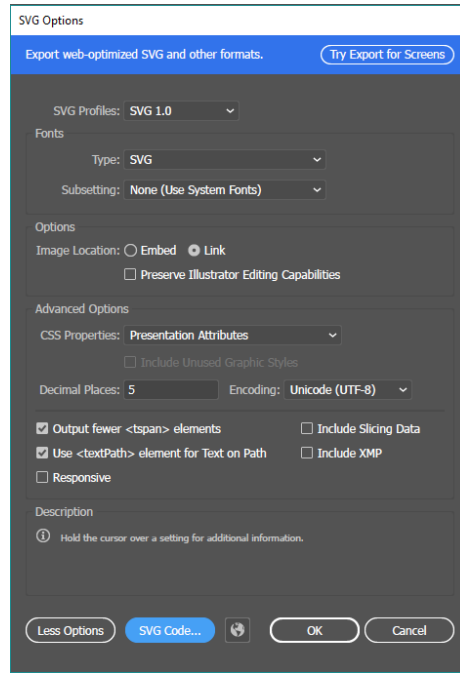 SVG Options
Export web-optimized SVG and other formats. Try Export for Screens
SVG Profiles: SVG 1.0
Fonts
Type: SVG
Subsetting: None (Use System Fonts)
Options
Image Location: Embed Link
Preserve Illustrator Editing Capabilities
Advanced Options
CSS Properties: Presentation Attributes
Include Unused Graphic Styles
Decimal Places: 5 Encoding: Unicode (UTF-8)
Output fewer <tspan> elements Include Slicing Data
Use <textPath> element for Text on Path Include XMP
Responsive
Description
Hold the cursor over a setting for additional information.
Less Options SVG Code... OK Cancel